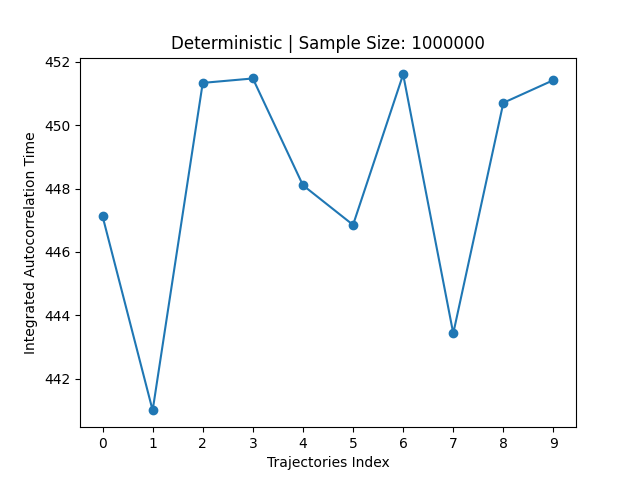 Deterministic | Sample Size: 1000000
452
450
448
446
444
442
Integrated Autocorrelation Time
0 1 2 3 4 5 6 7 8 9
Trajectories Index